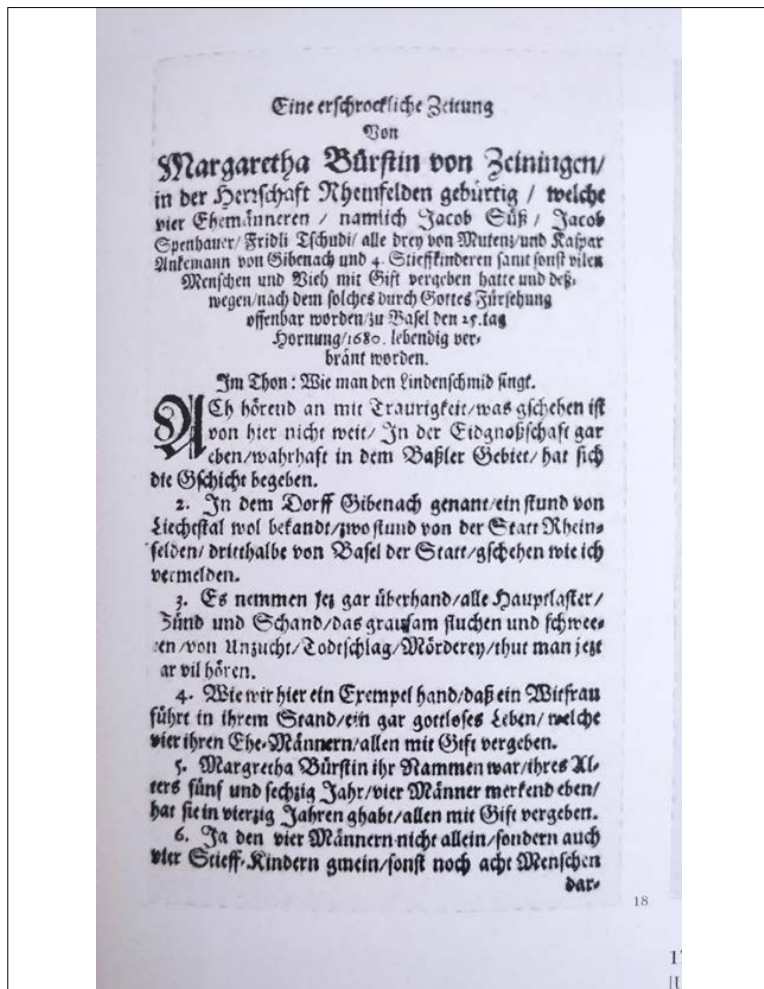 Eine erschrockliche Zeitung
Von
Margaretha Bürstin von Zeiningen/
in der Herrschaft Rheinfelden gebürtig / welche
vier Ehemänneren / namlich Jacob Süß / Jacob
Spenhauer/ Fridli Tschudi/ alle drey von Mutenz/und Kaspar
Ankemann von Gibenach und 4. Stieffkinderen samt sonst vilen
Menschen und Vieh mit Gift vergeben hatte und deß-
wegen/nach dem solches durch Gottes Fürsehung
offenbar worden/zu Basel den 25.tag
Hornung/1680. lebendig ver-
bränt worden.
Im Thon: Wie man den Lindenschmid singt.
ACh hörend an mit Traurigkeit/was gschehen ist
von hier nicht weit/ In der Eidgnoßschaft gar
eben/wahrhaft in dem Baßler Gebiet/ hat sich
die Gschicht begeben.
2. In dem Dorff Gibenach genant/ein stund von
Liechestal wol bekandt/zwo stund von der Statt Rhein-
felden/ dritthalbe von Basel der Statt/gschehen wie ich
vermelden.
3. Es nemmen jez gar überhand/alle Hauptlaster/
Sünd und Schand/das grausam fluchen und schwee-
ren/von Unzucht/Todtschlag/Mörderey/thut man jezt
ar vil hören.
4. Wie wir hier ein Exempel hand/daß ein Witfrau
führt in ihrem Stand/ein gar gottloses Leben/ welche
vier ihren Ehe-Männern/allen mit Gift vergeben.
5. Margretha Bürstin ihr Nammen war/ihres Al-
ters fünf und sechzig Jahr/vier Männer merkend eben/
hat sie in vierzig Jahren ghabt/allen mit Gift vergeben.
6. Ja den vier Männern nicht allein/sondern auch
vier Stieff-Kindern gmein/sonst noch acht Menschen
dar-
18